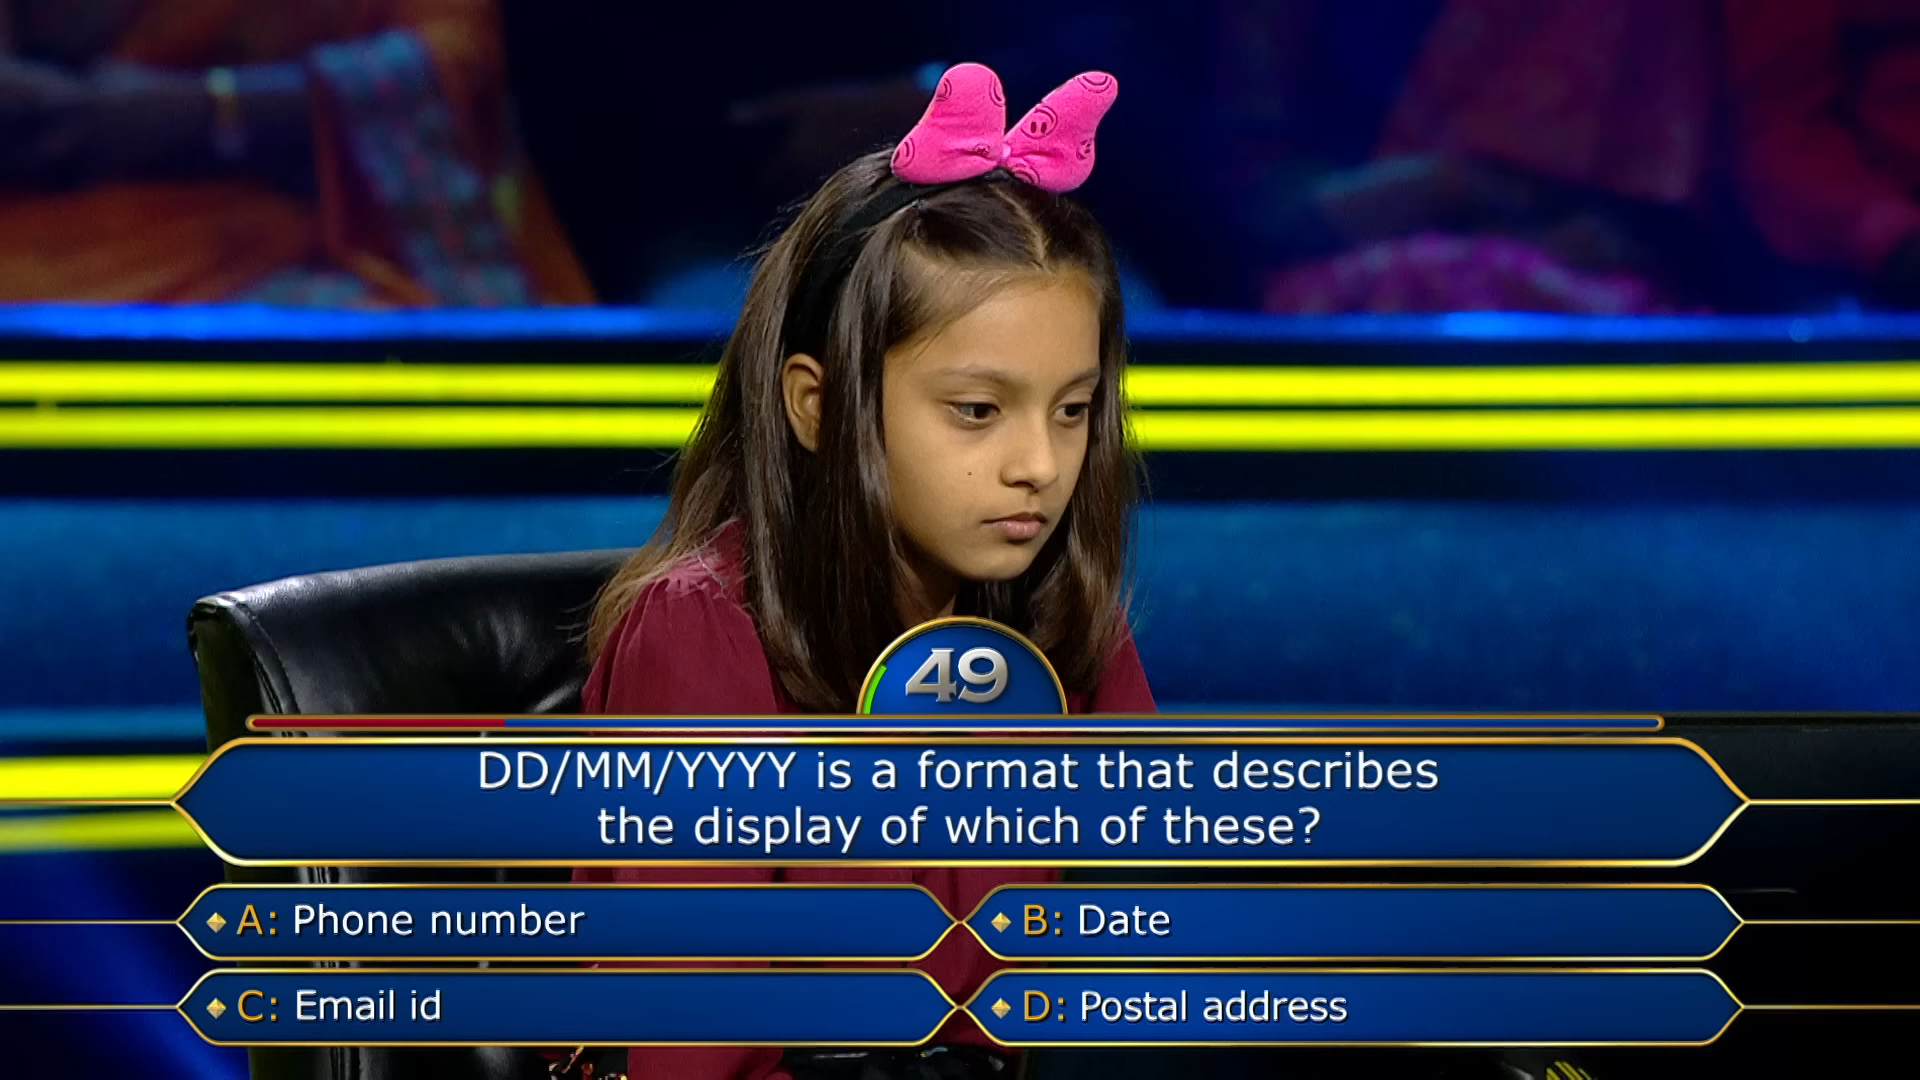 49
DD/MM/YYYY is a format that describes
the display of which of these?
A: Phone number
B: Date
C: Email id
D: Postal address